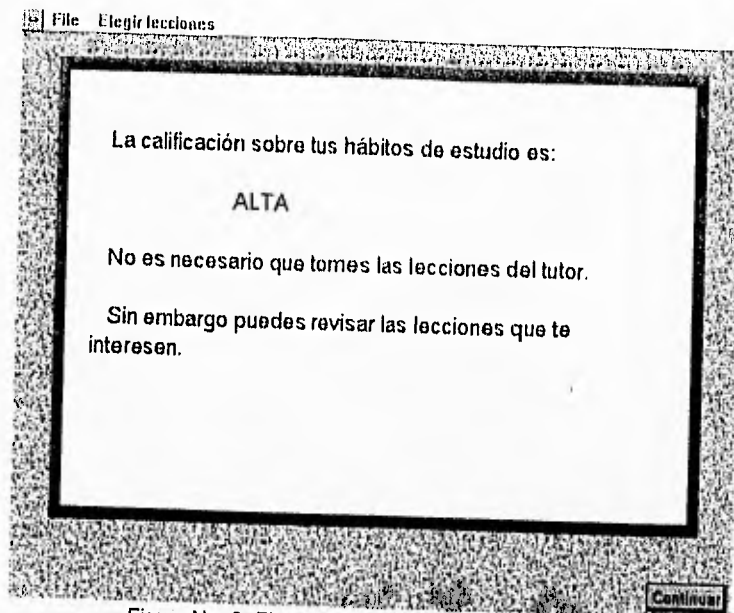 File Elegir lecciones
La calificación sobre tus hábitos de estudio es:
ALTA
No es necesario que tomes las lecciones del tutor.
Sin embargo puedes revisar las lecciones que te
interesen.
Continuar